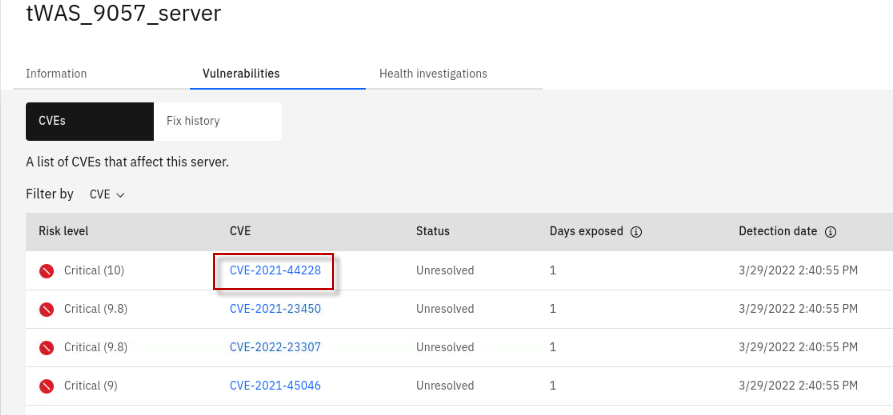 tWAS_9057_server
Information Vulnerabilities Health investigations
CVEs Fix history
A list of CVEs that affect this server.
Filter by CVE
Risk level CVE Status Days exposed Detection date
Critical (10) CVE-2021-44228 Unresolved 1 3/29/2022 2:40:55 PM
Critical (9.8) CVE-2021-23450 Unresolved 1 3/29/2022 2:40:55 PM
Critical (9.8) CVE-2022-23307 Unresolved 1 3/29/2022 2:40:55 PM
Critical (9) CVE-2021-45046 Unresolved 1 3/29/2022 2:40:55 PM